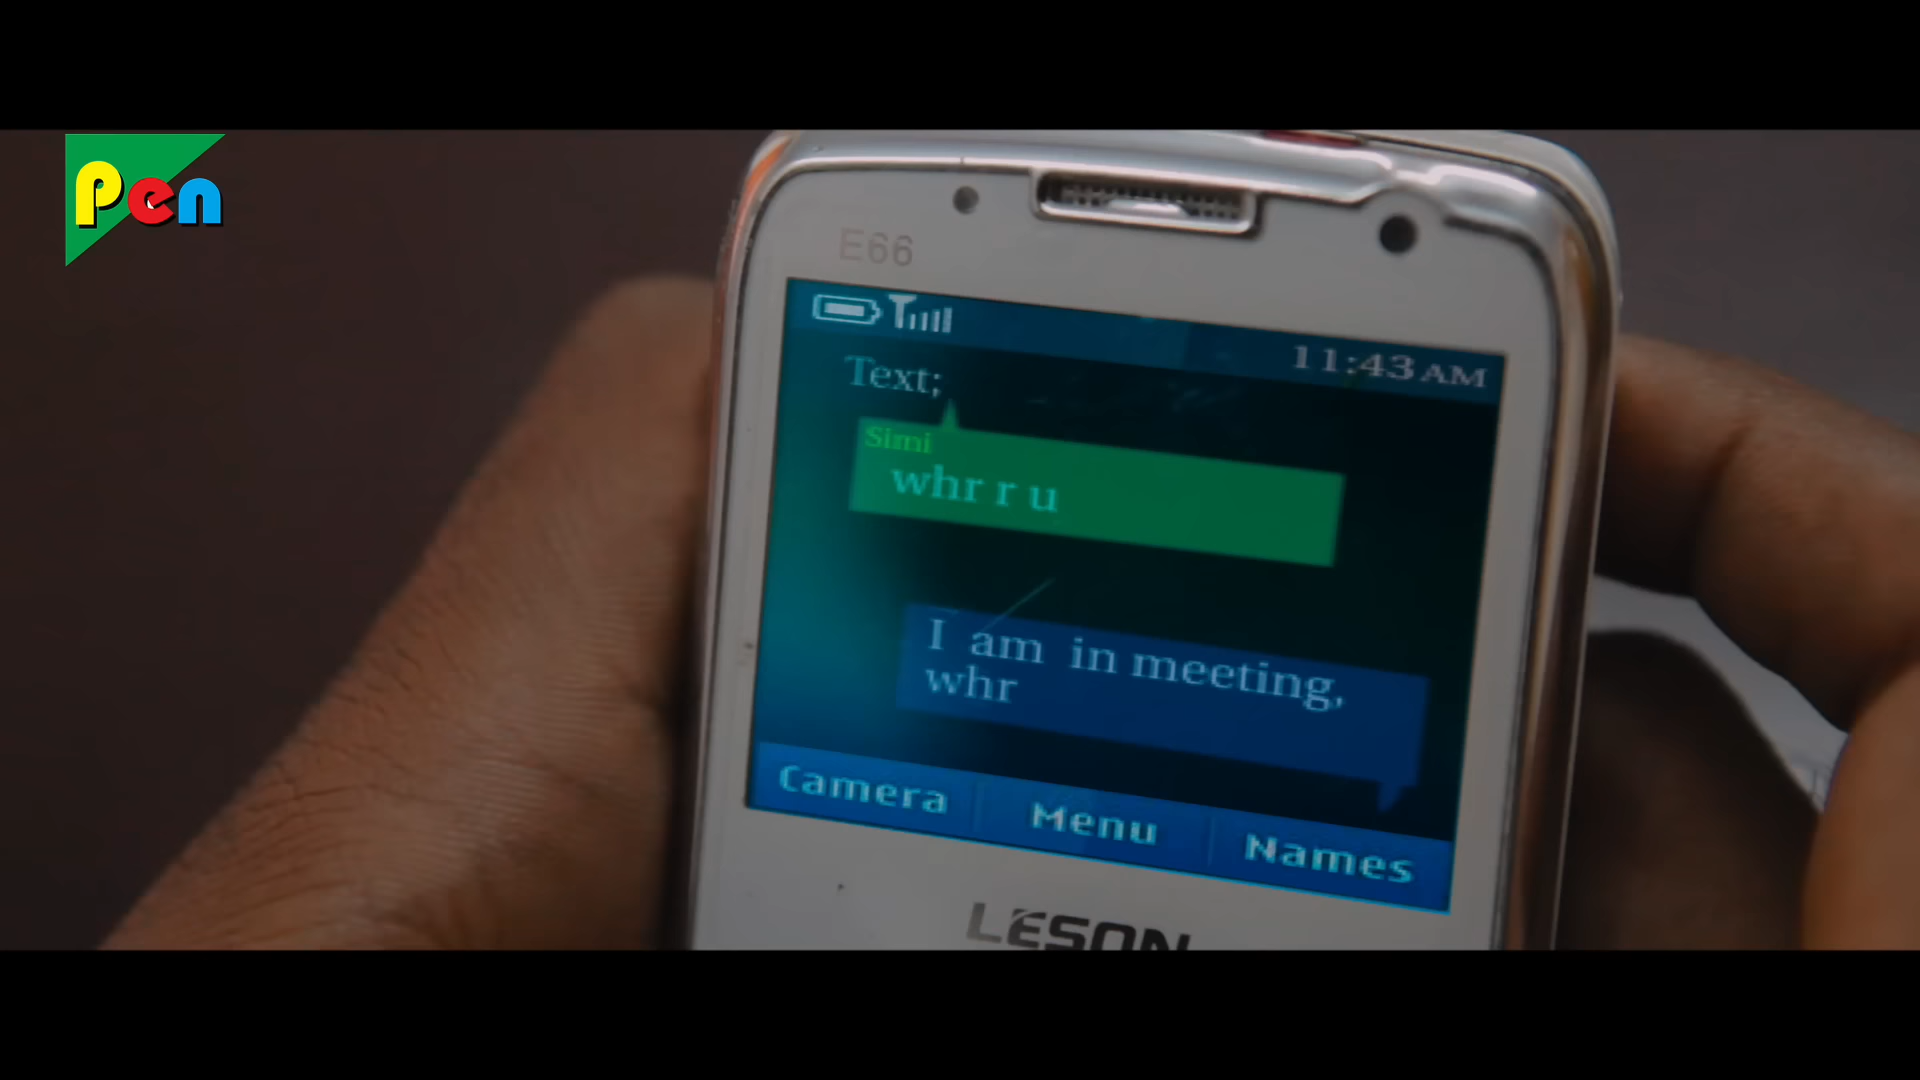 Pen
E66
11:43 AM
Text;
Simi
whr r u
I am in meeting,
whr
Camera
Menu
Names
LESON